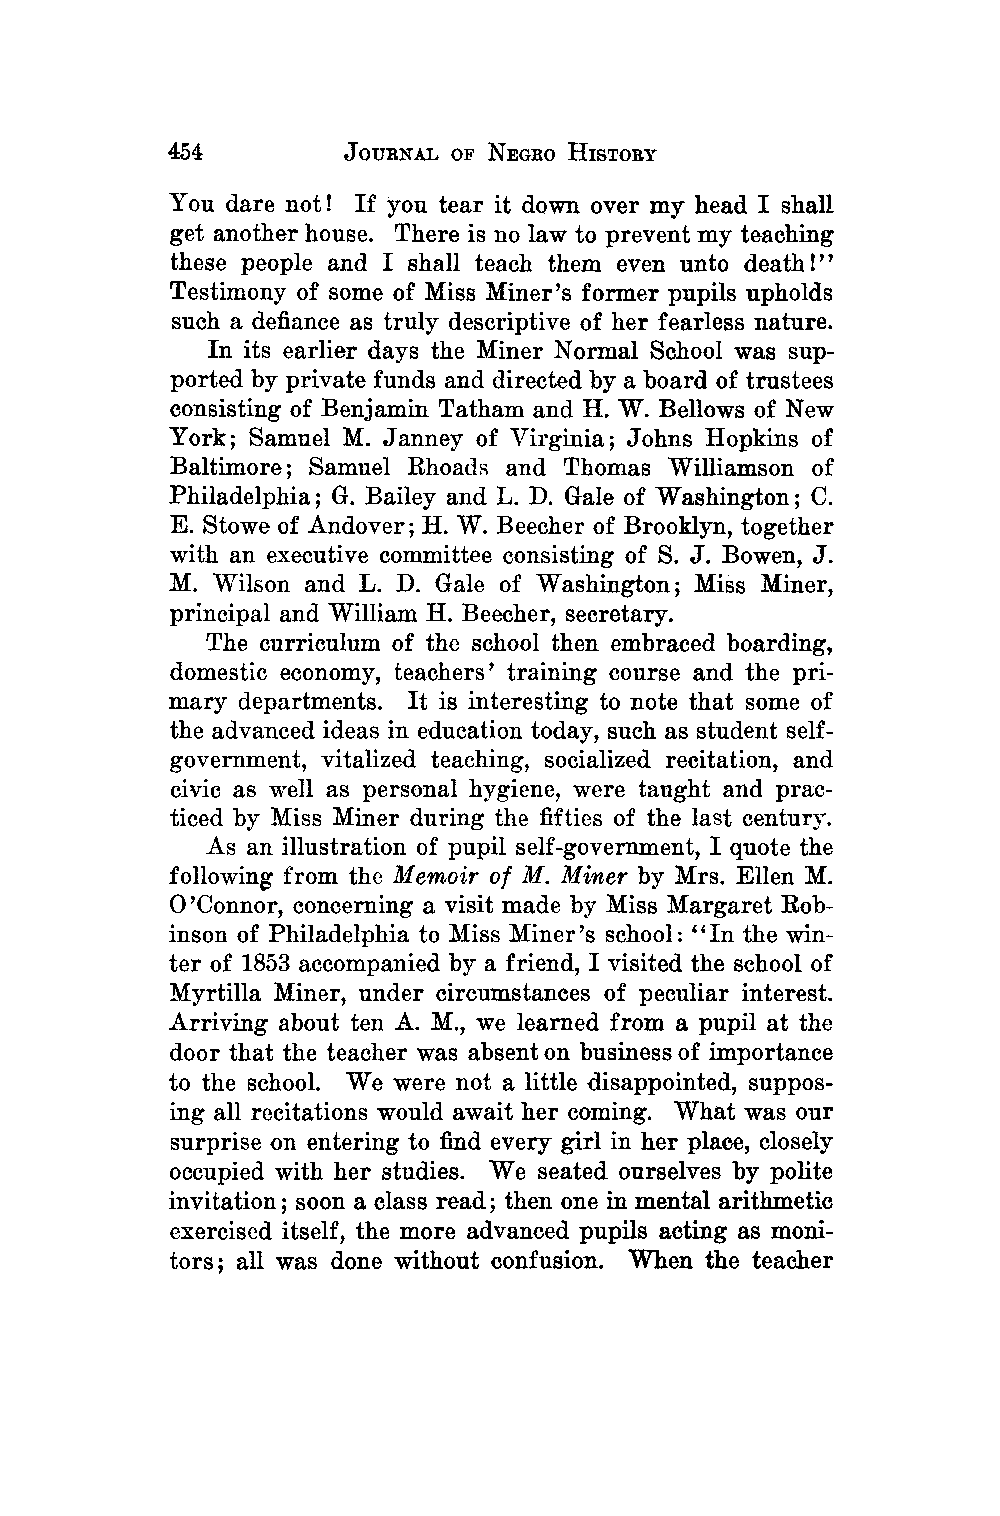 454 JOURNAL OF NEGRO HISTORY
You dare not! If you tear it down over my head I shall
get another house. There is no law to prevent my teaching
these people and I shall teach them even unto death!"
Testimony of some of Miss Miner's former pupils upholds
such a defiance as truly descriptive of her fearless nature.
In its earlier days the Miner Normal School was sup-
ported by private funds and directed by a board of trustees
consisting of Benjamin Tatham and H. W. Bellows of New
York; Samuel M. Janney of Virginia; Johns Hopkins of
Baltimore; Samuel Rhoads and Thomas Williamson of
Philadelphia; G. Bailey and L. D. Gale of Washington; C.
E. Stowe of Andover; H. W. Beecher of Brooklyn, together
with an executive committee consisting of S. J. Bowen, J.
M. Wilson and L. D. Gale of Washington; Miss Miner,
principal and William H. Beecher, secretary.
The curriculum of the school then embraced boarding,
domestic economy, teachers' training course and the pri-
mary departments. It is interesting to note that some of
the advanced ideas in education today, such as student self-
government, vitalized teaching, socialized recitation, and
civic as well as personal hygiene, were taught and prac-
ticed by Miss Miner during the fifties of the last century.
As an illustration of pupil self-government, I quote the
following from the Memoir of M. Miner by Mrs. Ellen M.
O'Connor, concerning a visit made by Miss Margaret Rob-
inson of Philadelphia to Miss Miner's school: "In the win-
ter of 1853 accompanied by a friend, I visited the school of
Myrtilla Miner, under circumstances of peculiar interest.
Arriving about ten A. M., we learned from a pupil at the
door that the teacher was absent on business of importance
to the school. We were not a little disappointed, suppos-
ing all recitations would await her coming. What was our
surprise on entering to find every girl in her place, closely
occupied with her studies. We seated ourselves by polite
invitation; soon a class read; then one in mental arithmetic
exercised itself, the more advanced pupils acting as moni-
tors; all was done without confusion. When the teacher